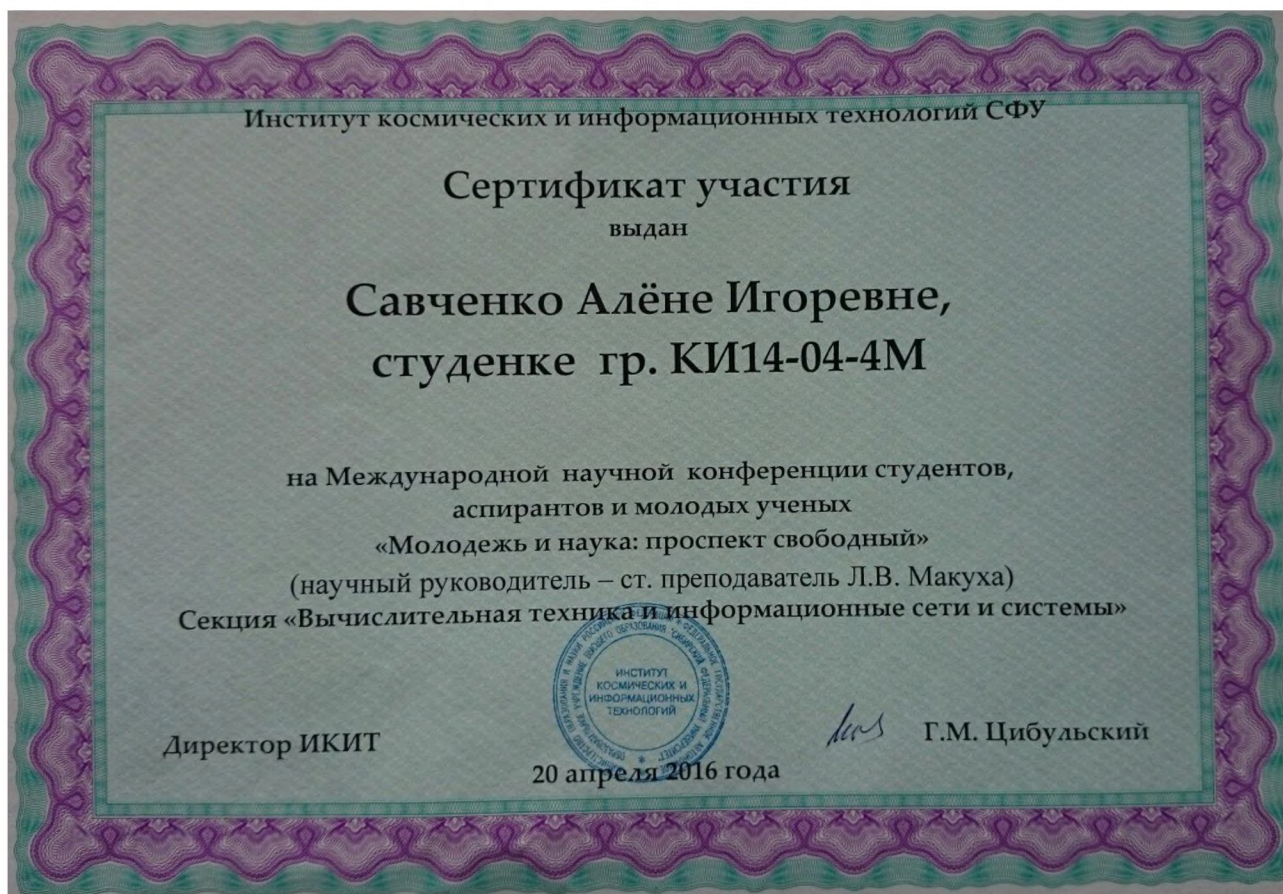 Институт космических и информационных технологий СФУ
Сертификат участия
выдан
Савченко Алёне Игоревне,
студенке гр. КИ14-04-4М
на Международной научной конференции студентов,
аспирантов и молодых ученых
«Молодежь и наука: проспект свободный»
(научный руководитель – ст. преподаватель Л.В. Макуха)
Секция «Вычислительная техника и информационные сети и системы»
ИНСТИТУТ
КОСМИЧЕСКИХ И
ИНФОРМАЦИОННЫХ
ТЕХНОЛОГИЙ
Директор ИКИТ
Г.М. Цибульский
20 апреля 2016 года